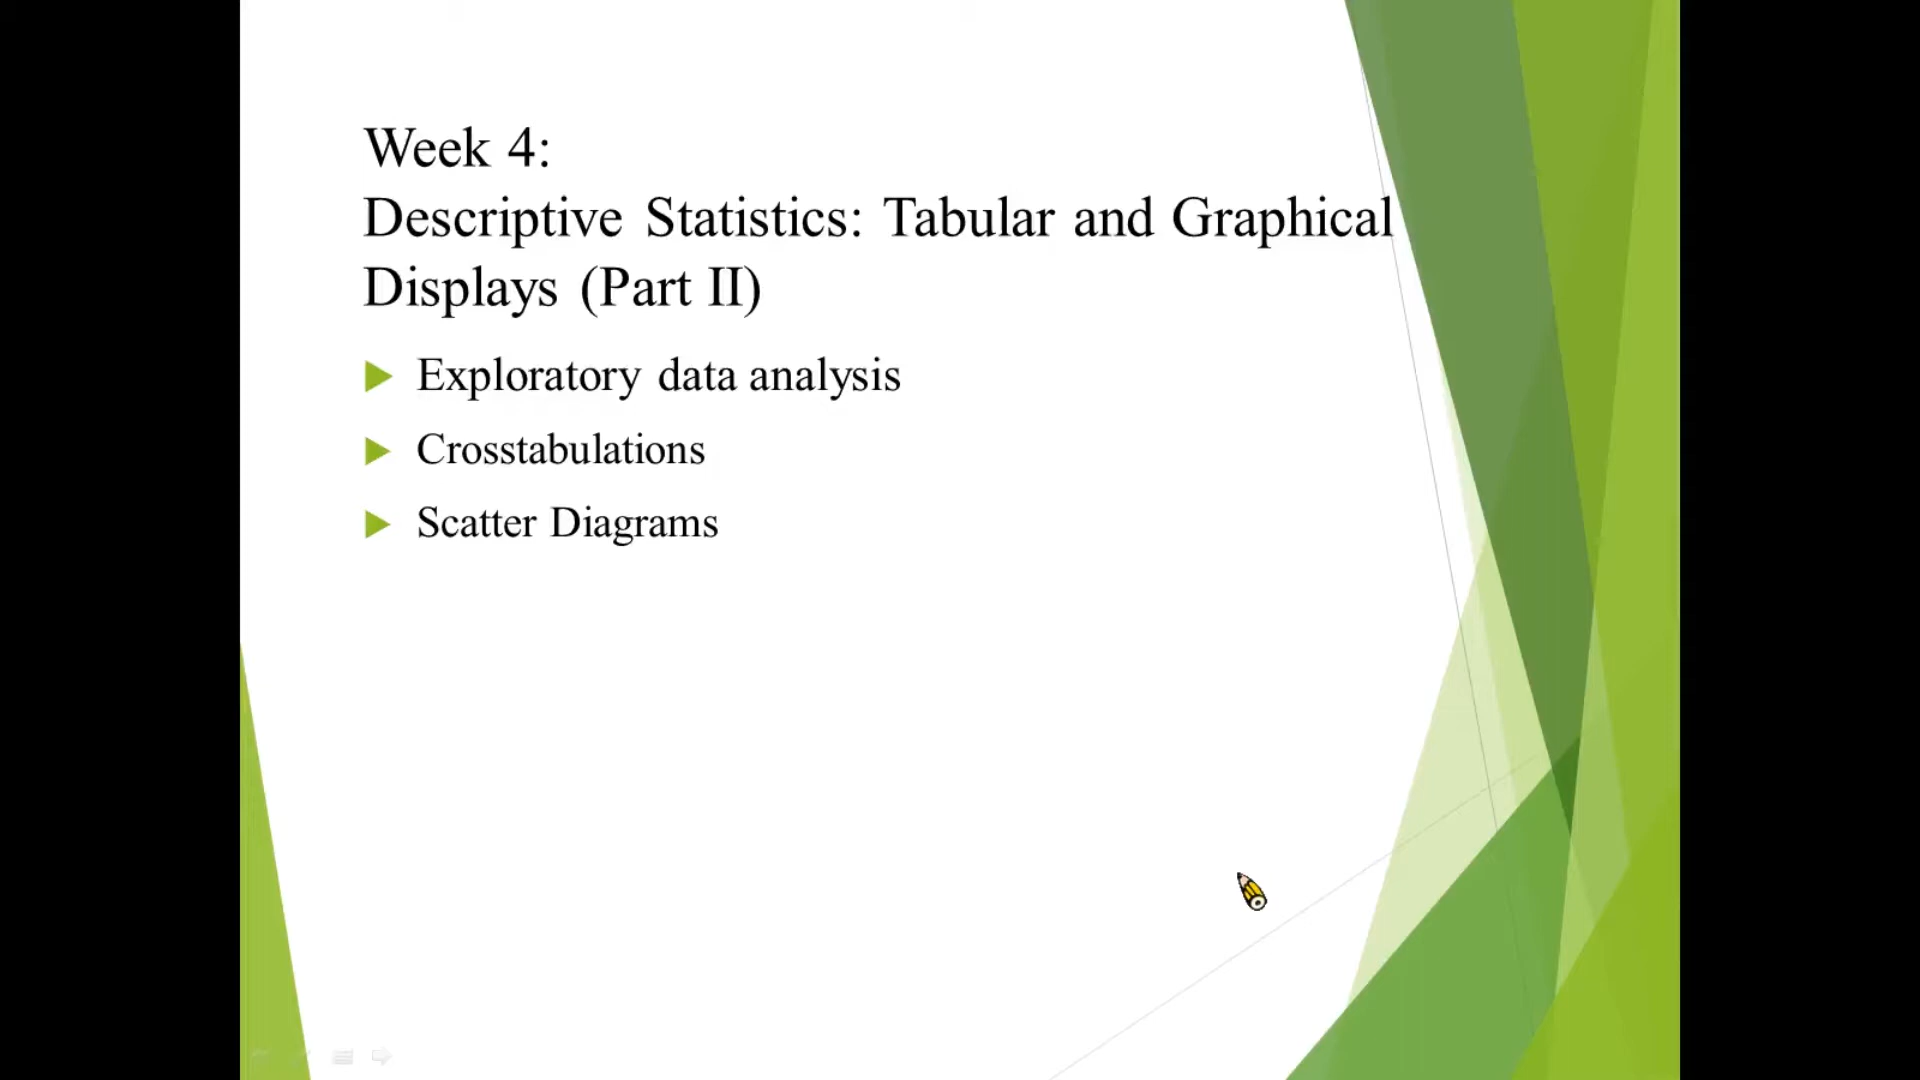 Week 4:
Descriptive Statistics: Tabular and Graphical
Displays (Part II)
Exploratory data analysis
Crosstabulations
Scatter Diagrams